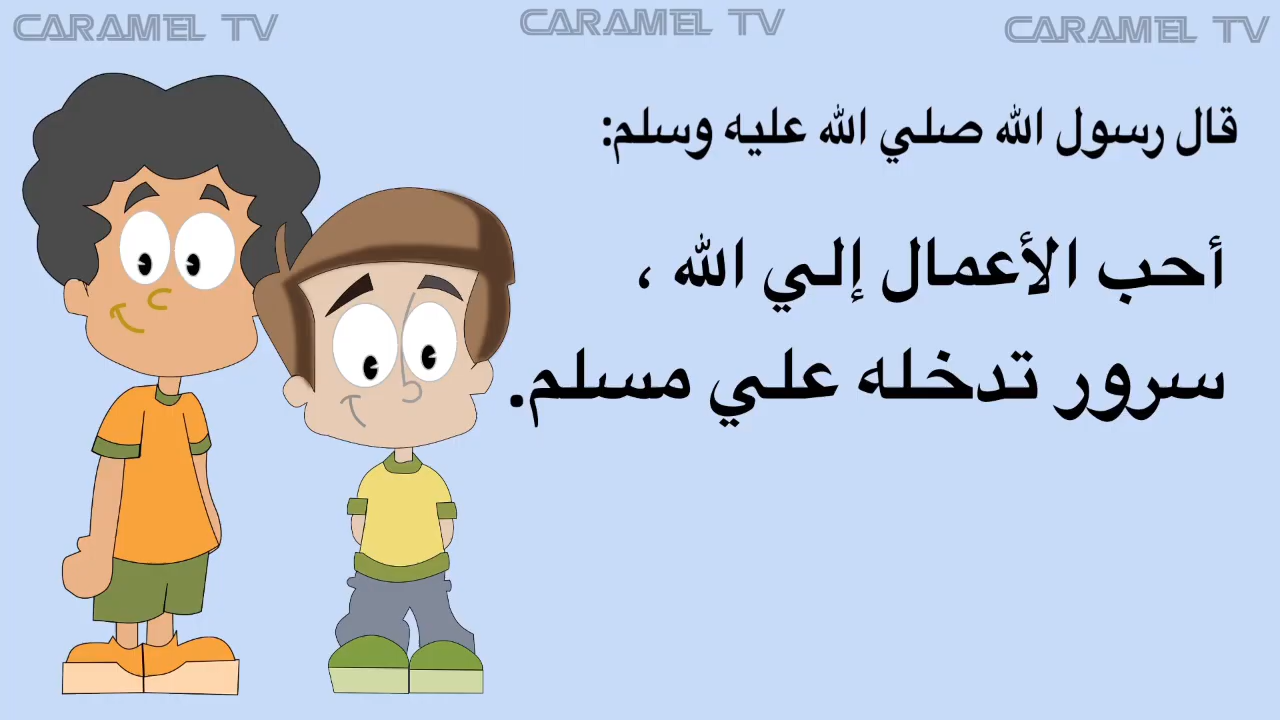 CARAMEL TV CARAMEL TV CARAMEL TV
قال رسول الله صلي الله عليه وسلم:
أحب الأعمال إلي الله ،
سرور تدخله علي مسلم.